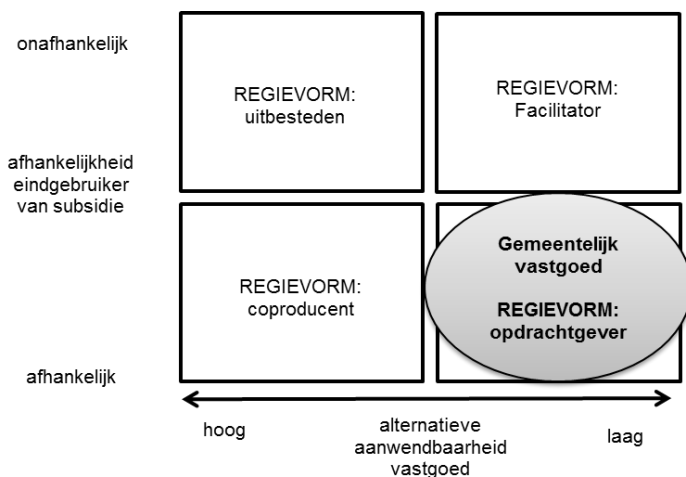 onafhankelijk
REGIEVORM:
uitbesteden
REGIEVORM:
Facilitator
afhankelijkheid
eindgebruiker
van subsidie
REGIEVORM:
coproducent
Gemeentelijk
vastgoed
REGIEVORM:
opdrachtgever
afhankelijk
hoog
alternatieve
aanwendbaarheid
vastgoed
laag